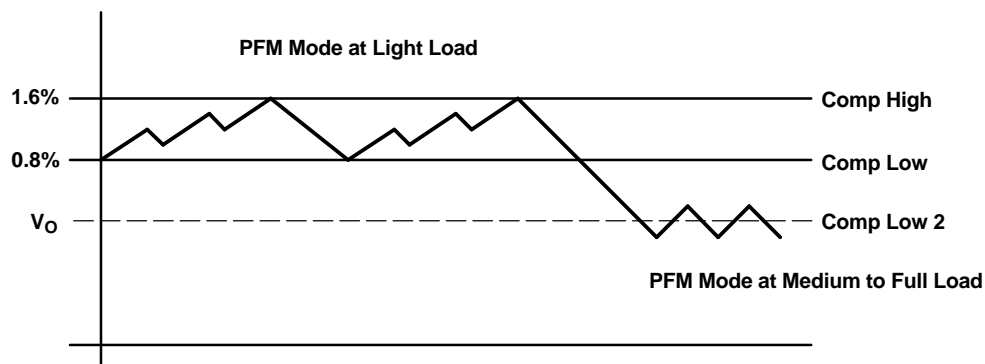 PFM Mode at Light Load
1.6%
Comp High
0.8%
Comp Low
VO
Comp Low 2
PFM Mode at Medium to Full Load